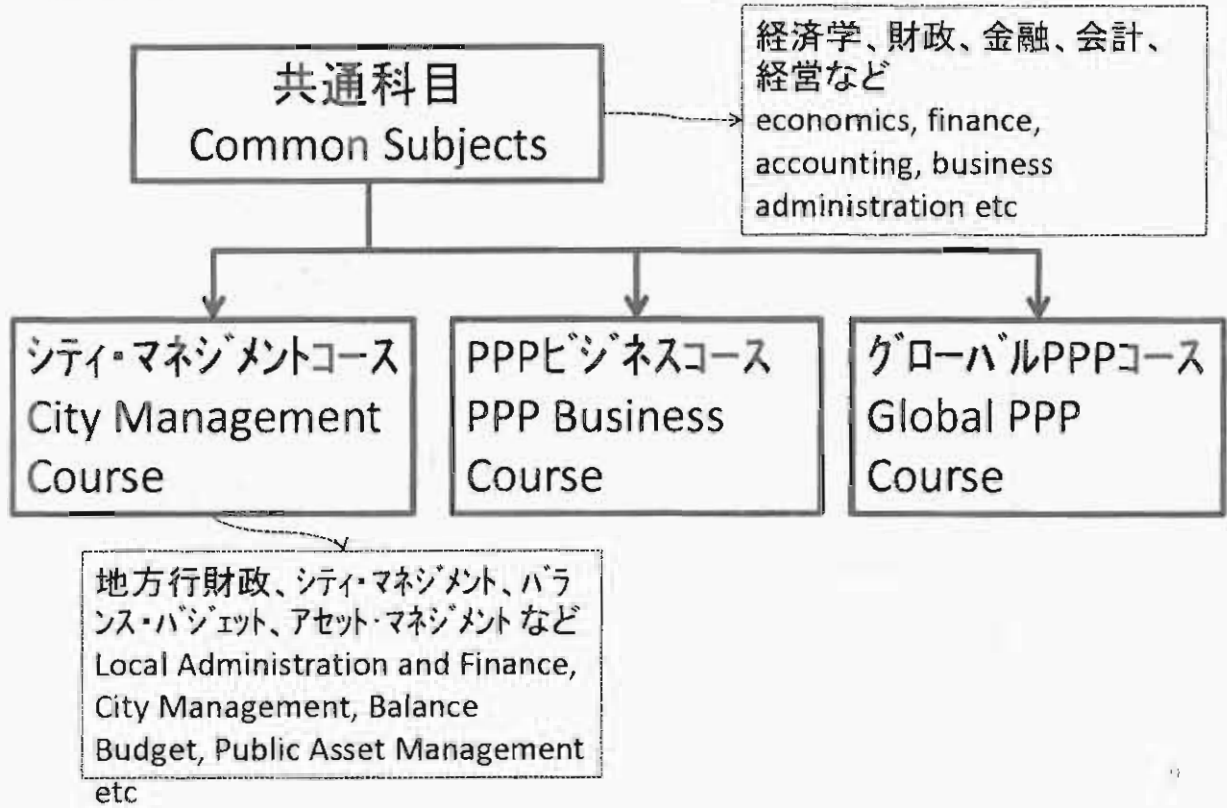 共通科目
Common Subjects
経済学、財政、金融、会計、
経営など
economics, finance,
accounting, business
administration etc
シティ・マネジメントコース
City Management
Course
PPPビジネスコース
PPP Business
Course
グローバルPPPコース
Global PPP
Course
地方行財政、シティ・マネジメント、バラ
ンス・バジェット、アセット・マネジメント など
Local Administration and Finance,
City Management, Balance
Budget, Public Asset Management
etc